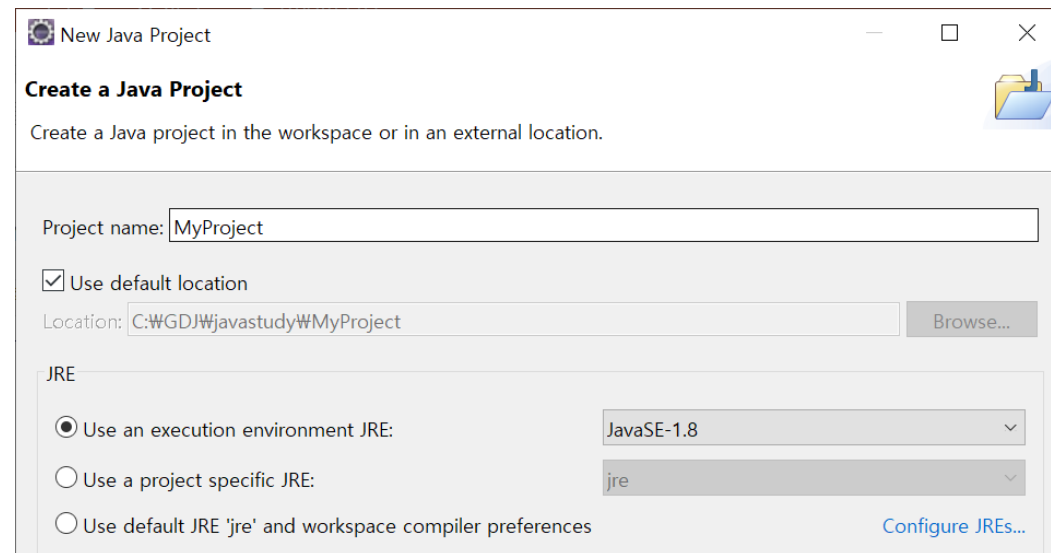 New Java Project
Create a Java Project
Create a Java project in the workspace or in an external location.
Project name: MyProject
Use default location
Location: C:₩GDJ₩javastudy₩MyProject Browse...
JRE
Use an execution environment JRE: JavaSE-1.8
Use a project specific JRE: jre
Use default JRE 'jre' and workspace compiler preferences Configure JREs...